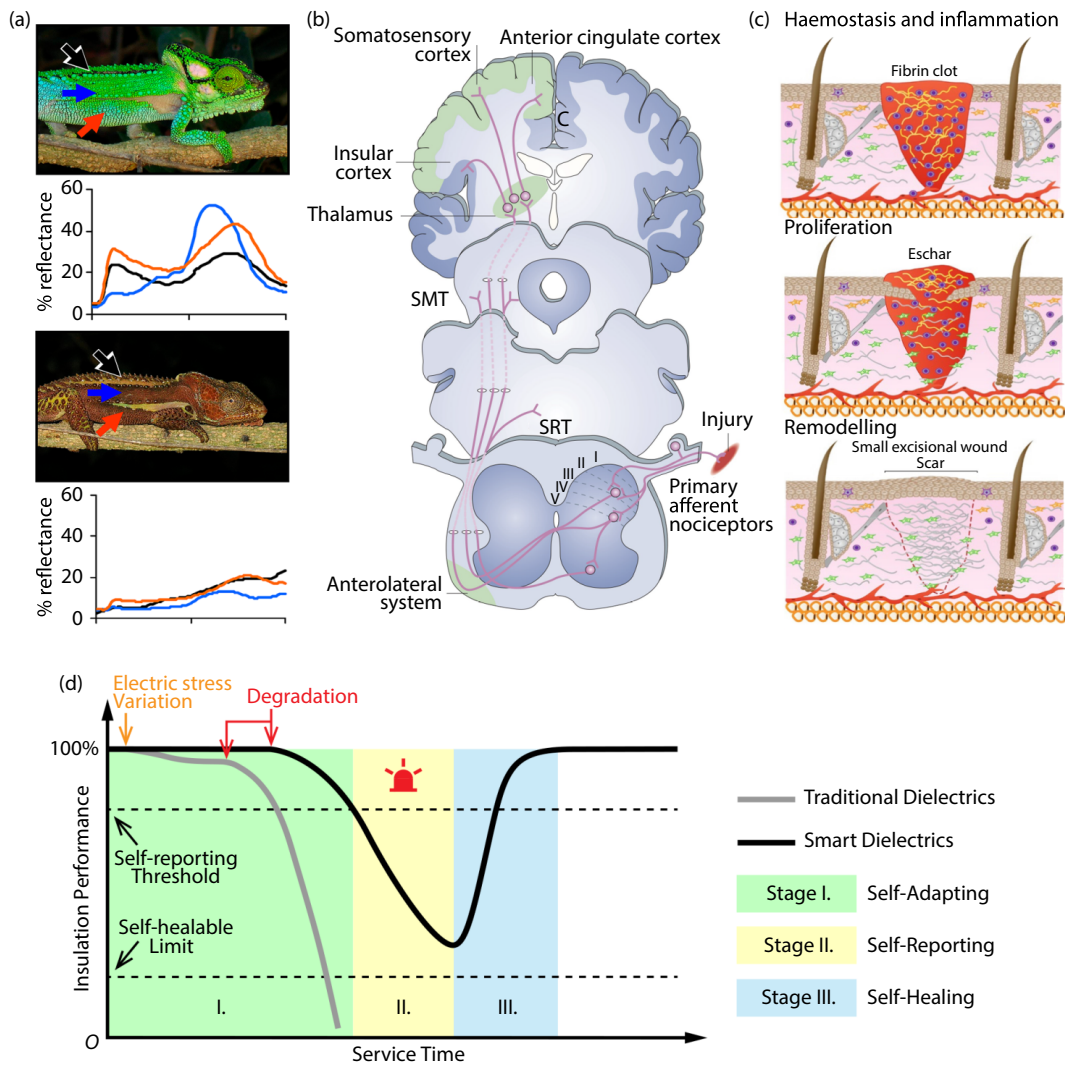 (a)
60
40
20
0
% reflectance
60
40
20
0
% reflectance
(b)
Somatosensory
cortex
Anterior cingulate cortex
C
Insular
cortex
Thalamus
SMT
SRT
Injury
I
II
III
IV
V
Primary
afferent
nociceptors
Anterolateral
system
(c)
Haemostasis and inflammation
Fibrin clot
Proliferation
Eschar
Remodelling
Small excisional wound
Scar
(d)
Electric stress
Variation
Degradation
100%
Self-reporting
Threshold
Self-healable
Limit
I.
II.
III.
O
Insulation Performance
Service Time
Traditional Dielectrics
Smart Dielectrics
Stage I. Self-Adapting
Stage II. Self-Reporting
Stage III. Self-Healing